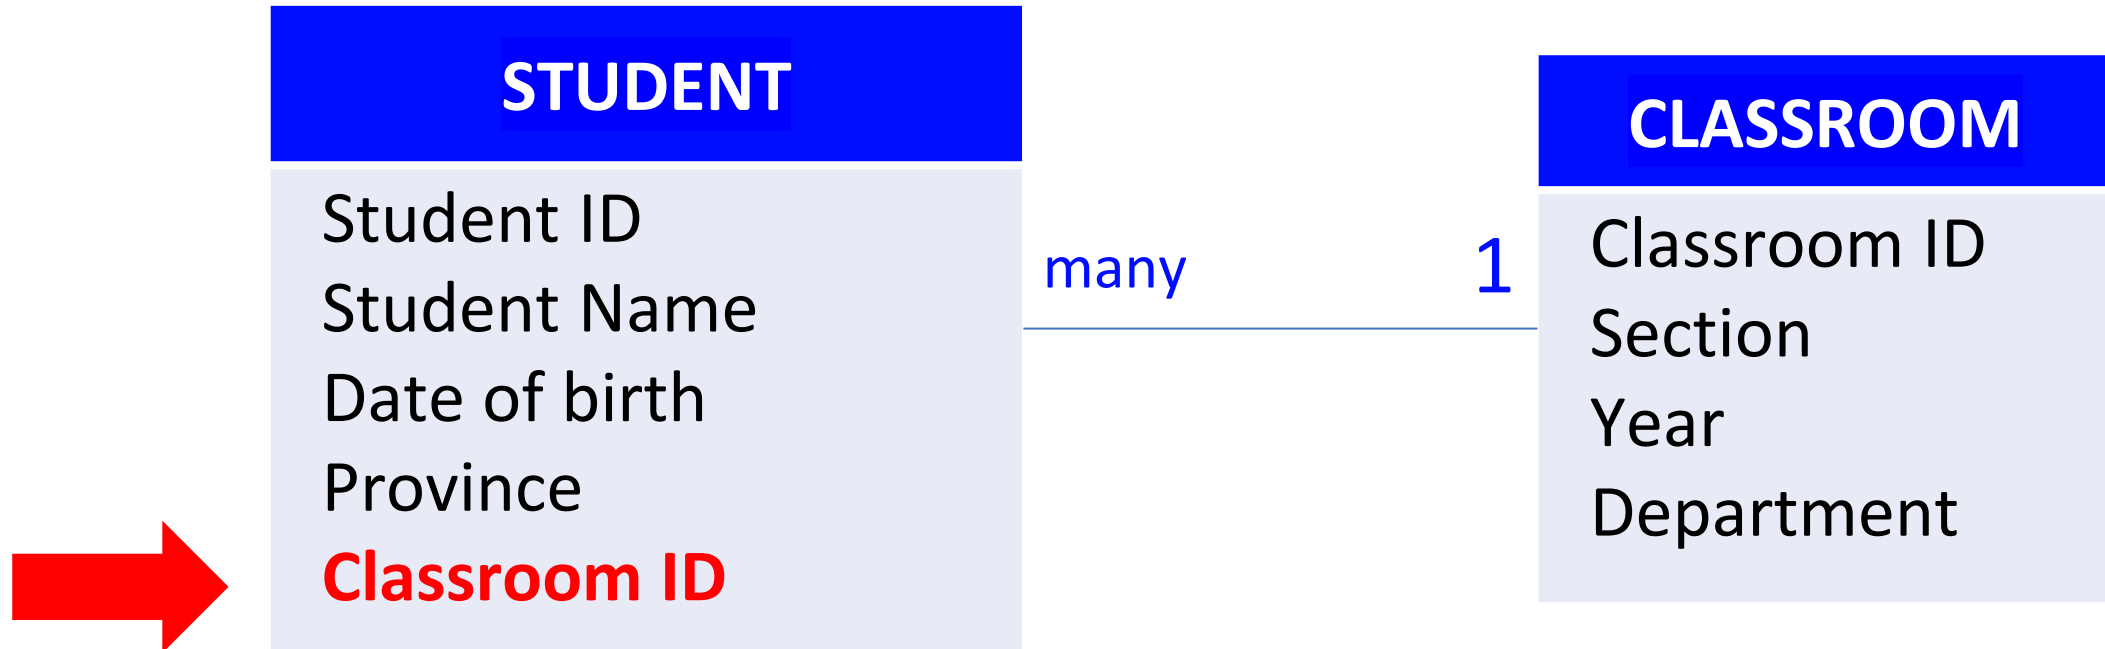 STUDENT
Student ID
Student Name
Date of birth
Province
Classroom ID
many
1
CLASSROOM
Classroom ID
Section
Year
Department